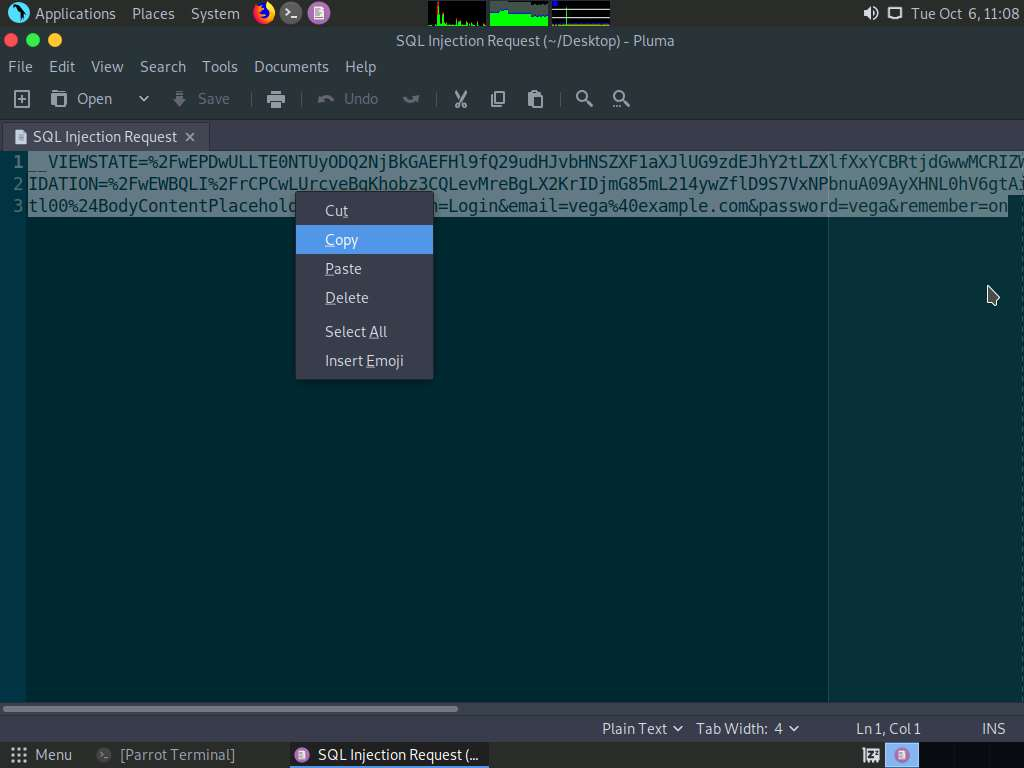 Applications Places System Tue Oct 6, 11:08
SQL Injection Request (~/Desktop) - Pluma
File Edit View Search Tools Documents Help
Open Save Undo
SQL Injection Request ×
1 __VIEWSTATE=%2FwEPDwULLTE0NTUyODQ2NjBkGAEFHl9fQ29udHJvbHNSZXF1aXJlUG9zdEJhY2tLZXlfXxYCBRtjdGwwMCRIZW
2 IDATION=%2FwEWBQLI%2FrCPCwLUrcyeBgKhobz3CQLevMreBgLX2KrIDjmG85mL214ywZflD9S7VxNPbnuA09AyXHNL0hV6gtAi
3 tl00%24BodyContentPlacehold =Login&email=vega%40example.com&password=vega&remember=on
Cut
Copy
Paste
Delete
Select All
Insert Emoji
Plain Text Tab Width: 4 Ln 1, Col 1 INS
Menu [Parrot Terminal] SQL Injection Request (...